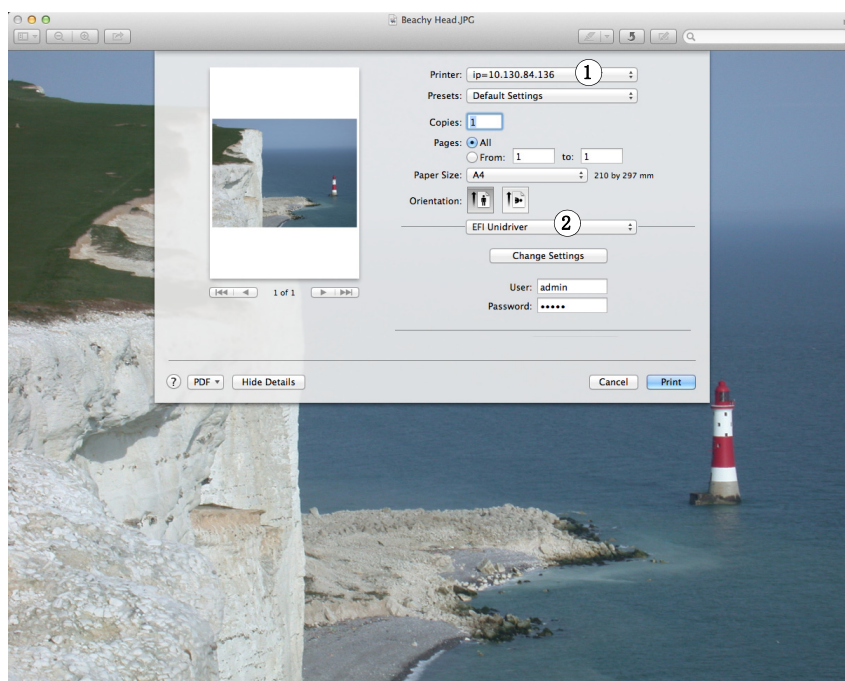 Beachy Head.JPG
Printer: ip=10.130.84.136 1
Presets: Default Settings
Copies: 1
Pages: All
From: 1 to: 1
Paper Size: A4 210 by 297 mm
Orientation:
EFI Unidriver 2
Change Settings
User: admin
Password: •••••
1 of 1
? PDF Hide Details Cancel Print